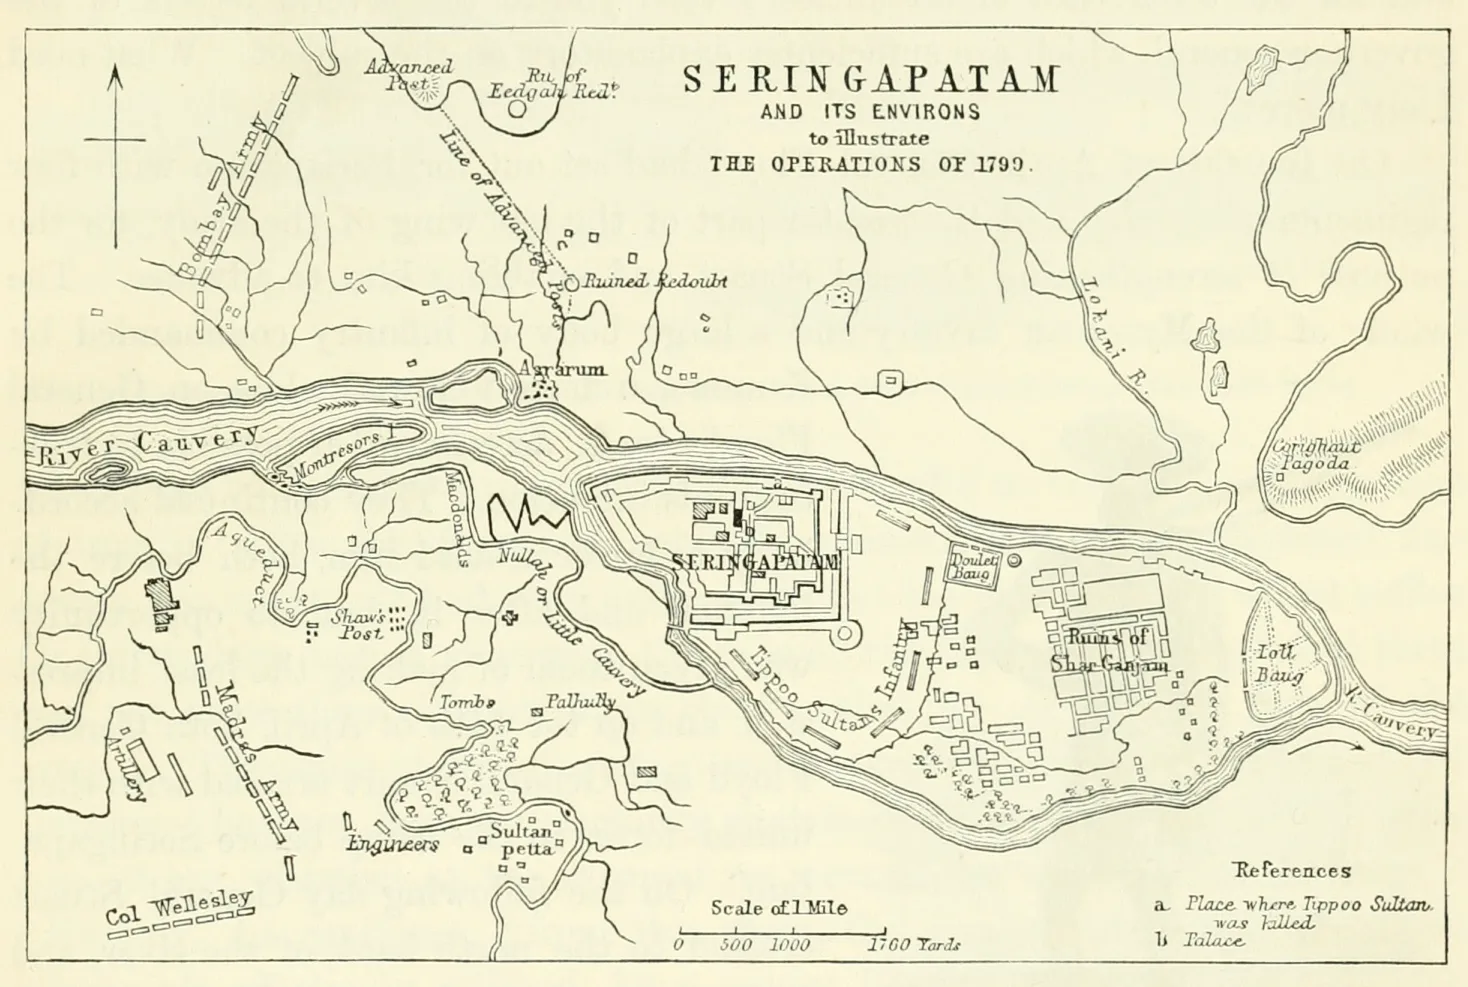 SERINGAPATAM
AND ITS ENVIRONS
to illustrate
THE OPERATIONS OF 1799.
Advanced
Post
Ru. of
Eedgah Redt.
Bombay Army
Line of Advanced Posts
Ruined Redoubt
Agrarum
Lokani R.
Corighaut
Pagoda
River Cauvery
Montresors I
Macdonalds
Aqueduct
Nullah or Little Cauvery
SERINGAPATAM
Doulet
Baug
Shaw's
Post
Ruins of
Shar Ganjam
Loll
Baug
Tippoo Sultans Infantry
R. Cauvery
Tombs
Palhully
Madras Army
Artillery
Engineers
Sultan
petta
Col Wellesley
Scale of 1 Mile
0 500 1000 1760 Yards
References
a Place where Tippoo Sultan
was killed
b Palace